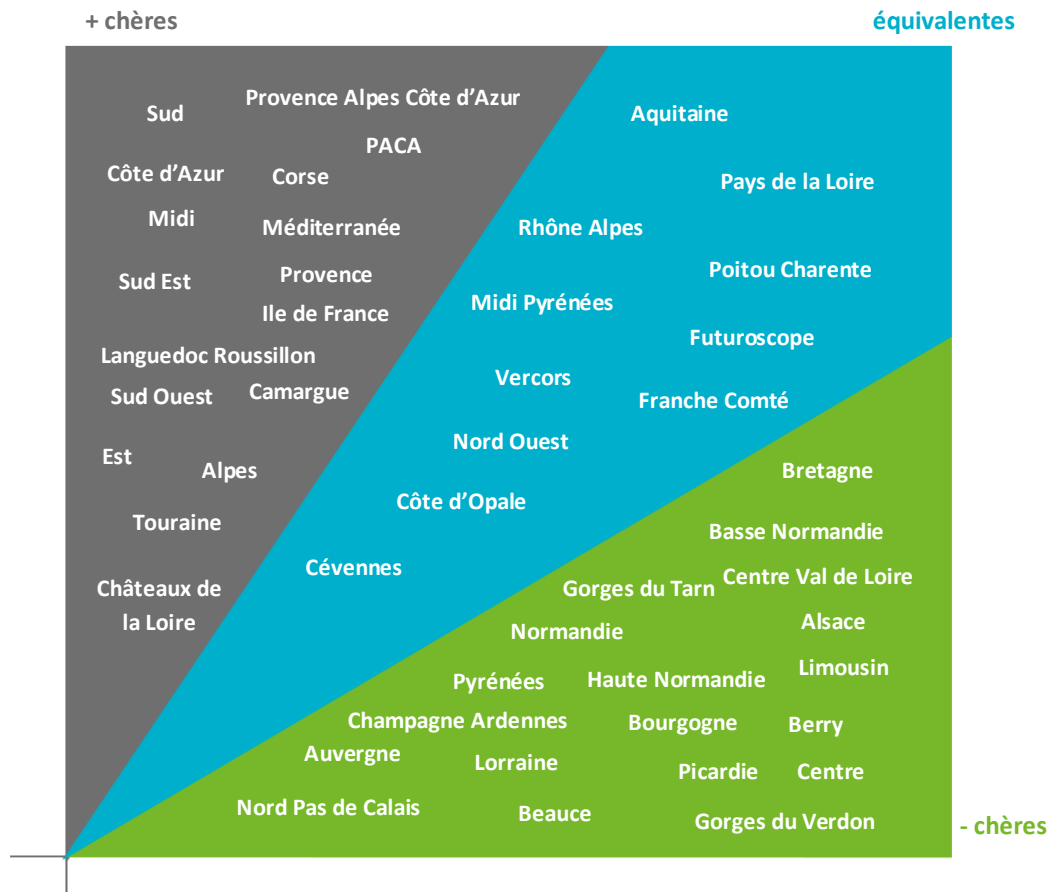 + chères
équivalentes
Sud
Provence Alpes Côte d’Azur
PACA
Côte d’Azur
Corse
Midi
Méditerranée
Sud Est
Provence
Ile de France
Languedoc Roussillon
Sud Ouest
Camargue
Est
Alpes
Touraine
Châteaux de
la Loire
Aquitaine
Pays de la Loire
Rhône Alpes
Poitou Charente
Midi Pyrénées
Futuroscope
Vercors
Franche Comté
Nord Ouest
Côte d’Opale
Cévennes
Bretagne
Basse Normandie
Gorges du Tarn
Centre Val de Loire
Normandie
Alsace
Pyrénées
Haute Normandie
Limousin
Champagne Ardennes
Bourgogne
Berry
Auvergne
Lorraine
Picardie
Centre
Nord Pas de Calais
Beauce
Gorges du Verdon
- chères